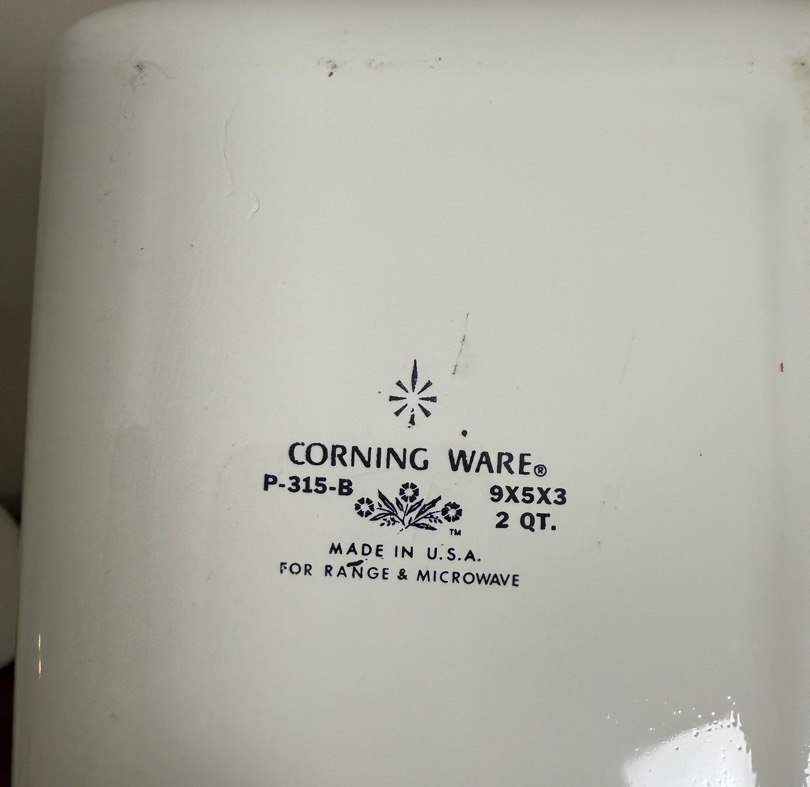 CORNING WARE®
P-315-B 9X5X3
2 QT.
TM
MADE IN U.S.A.
FOR RANGE & MICROWAVE